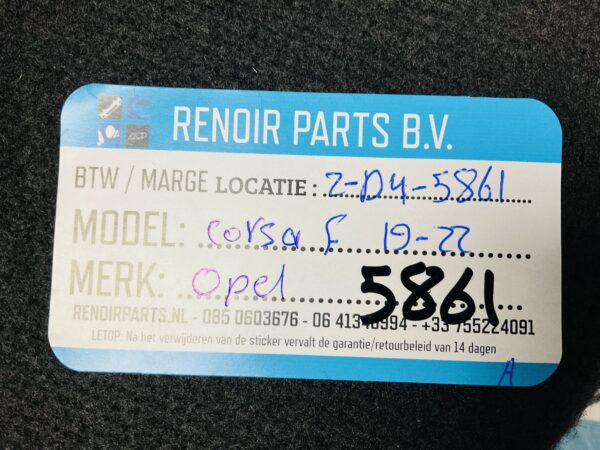 RENOIR PARTS B.V.
BTW / MARGE LOCATIE: 2-D4-5861
MODEL: Corsa F 19-22
MERK: Opel 5861
RENOIRPARTS.NL - 085 0603676 - 06 41340994 - +33 755224091
LETOP: Na het verwijderen van de sticker vervalt de garantie/retourbeleid van 14 dagen
A